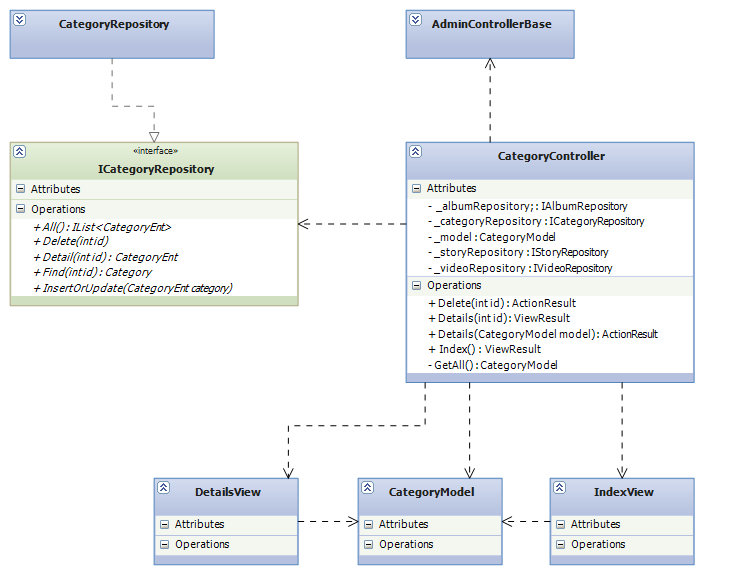 CategoryRepository
AdminControllerBase
«interface»
ICategoryRepository
Attributes
Operations
+ All() : IList<CategoryEnt>
+ Delete(int id)
+ Detail(int id) : CategoryEnt
+ Find(int id) : Category
+ InsertOrUpdate(CategoryEnt category)
CategoryController
Attributes
- _albumRepository; : IAlbumRepository
- _categoryRepository : ICategoryRepository
- _model : CategoryModel
- _storyRepository : IStoryRepository
- _videoRepository : IVideoRepository
Operations
+ Delete(int id) : ActionResult
+ Details(int id) : ViewResult
+ Details(CategoryModel model) : ActionResult
+ Index() : ViewResult
- GetAll() : CategoryModel
DetailsView
Attributes
Operations
CategoryModel
Attributes
Operations
IndexView
Attributes
Operations